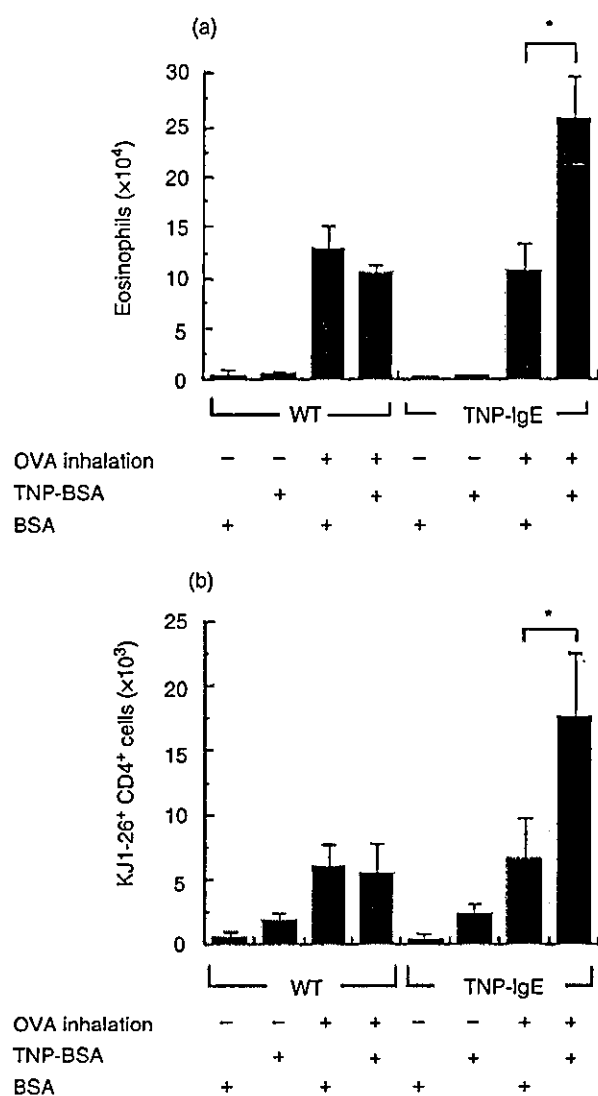 (a)
*
Eosinophils (×10⁴)
30
25
20
15
10
5
0
WT TNP-IgE
OVA inhalation − − + + − − + +
TNP-BSA + + + +
BSA + + + +
(b)
*
KJ1-26⁺ CD4⁺ cells (×10³)
25
20
15
10
5
0
WT TNP-IgE
OVA inhalation − − + + − − + +
TNP-BSA + + + +
BSA + + + +